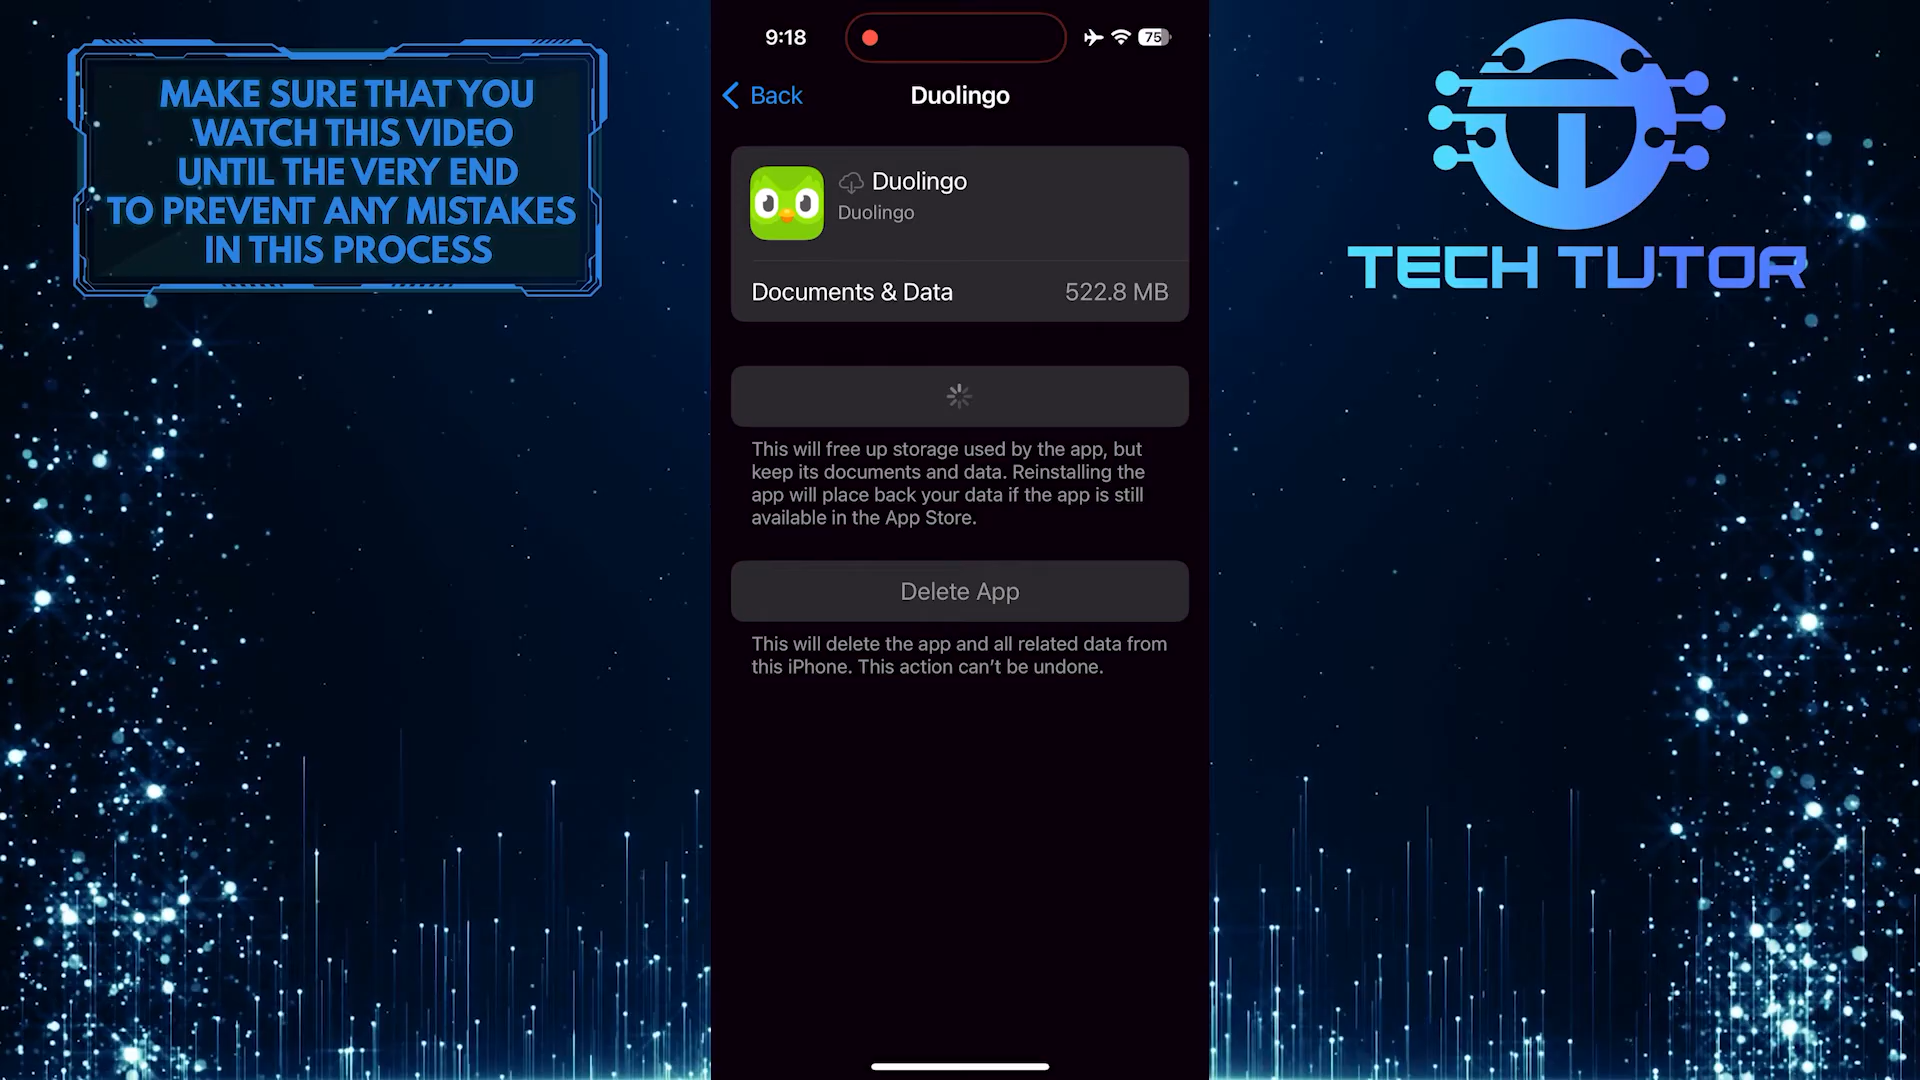 MAKE SURE THAT YOU
WATCH THIS VIDEO
UNTIL THE VERY END
TO PREVENT ANY MISTAKES
IN THIS PROCESS
9:18
75
Back
Duolingo
Duolingo
Duolingo
Documents & Data 522.8 MB
This will free up storage used by the app, but
keep its documents and data. Reinstalling the
app will place back your data if the app is still
available in the App Store.
Delete App
This will delete the app and all related data from
this iPhone. This action can’t be undone.
TECH TUTOR